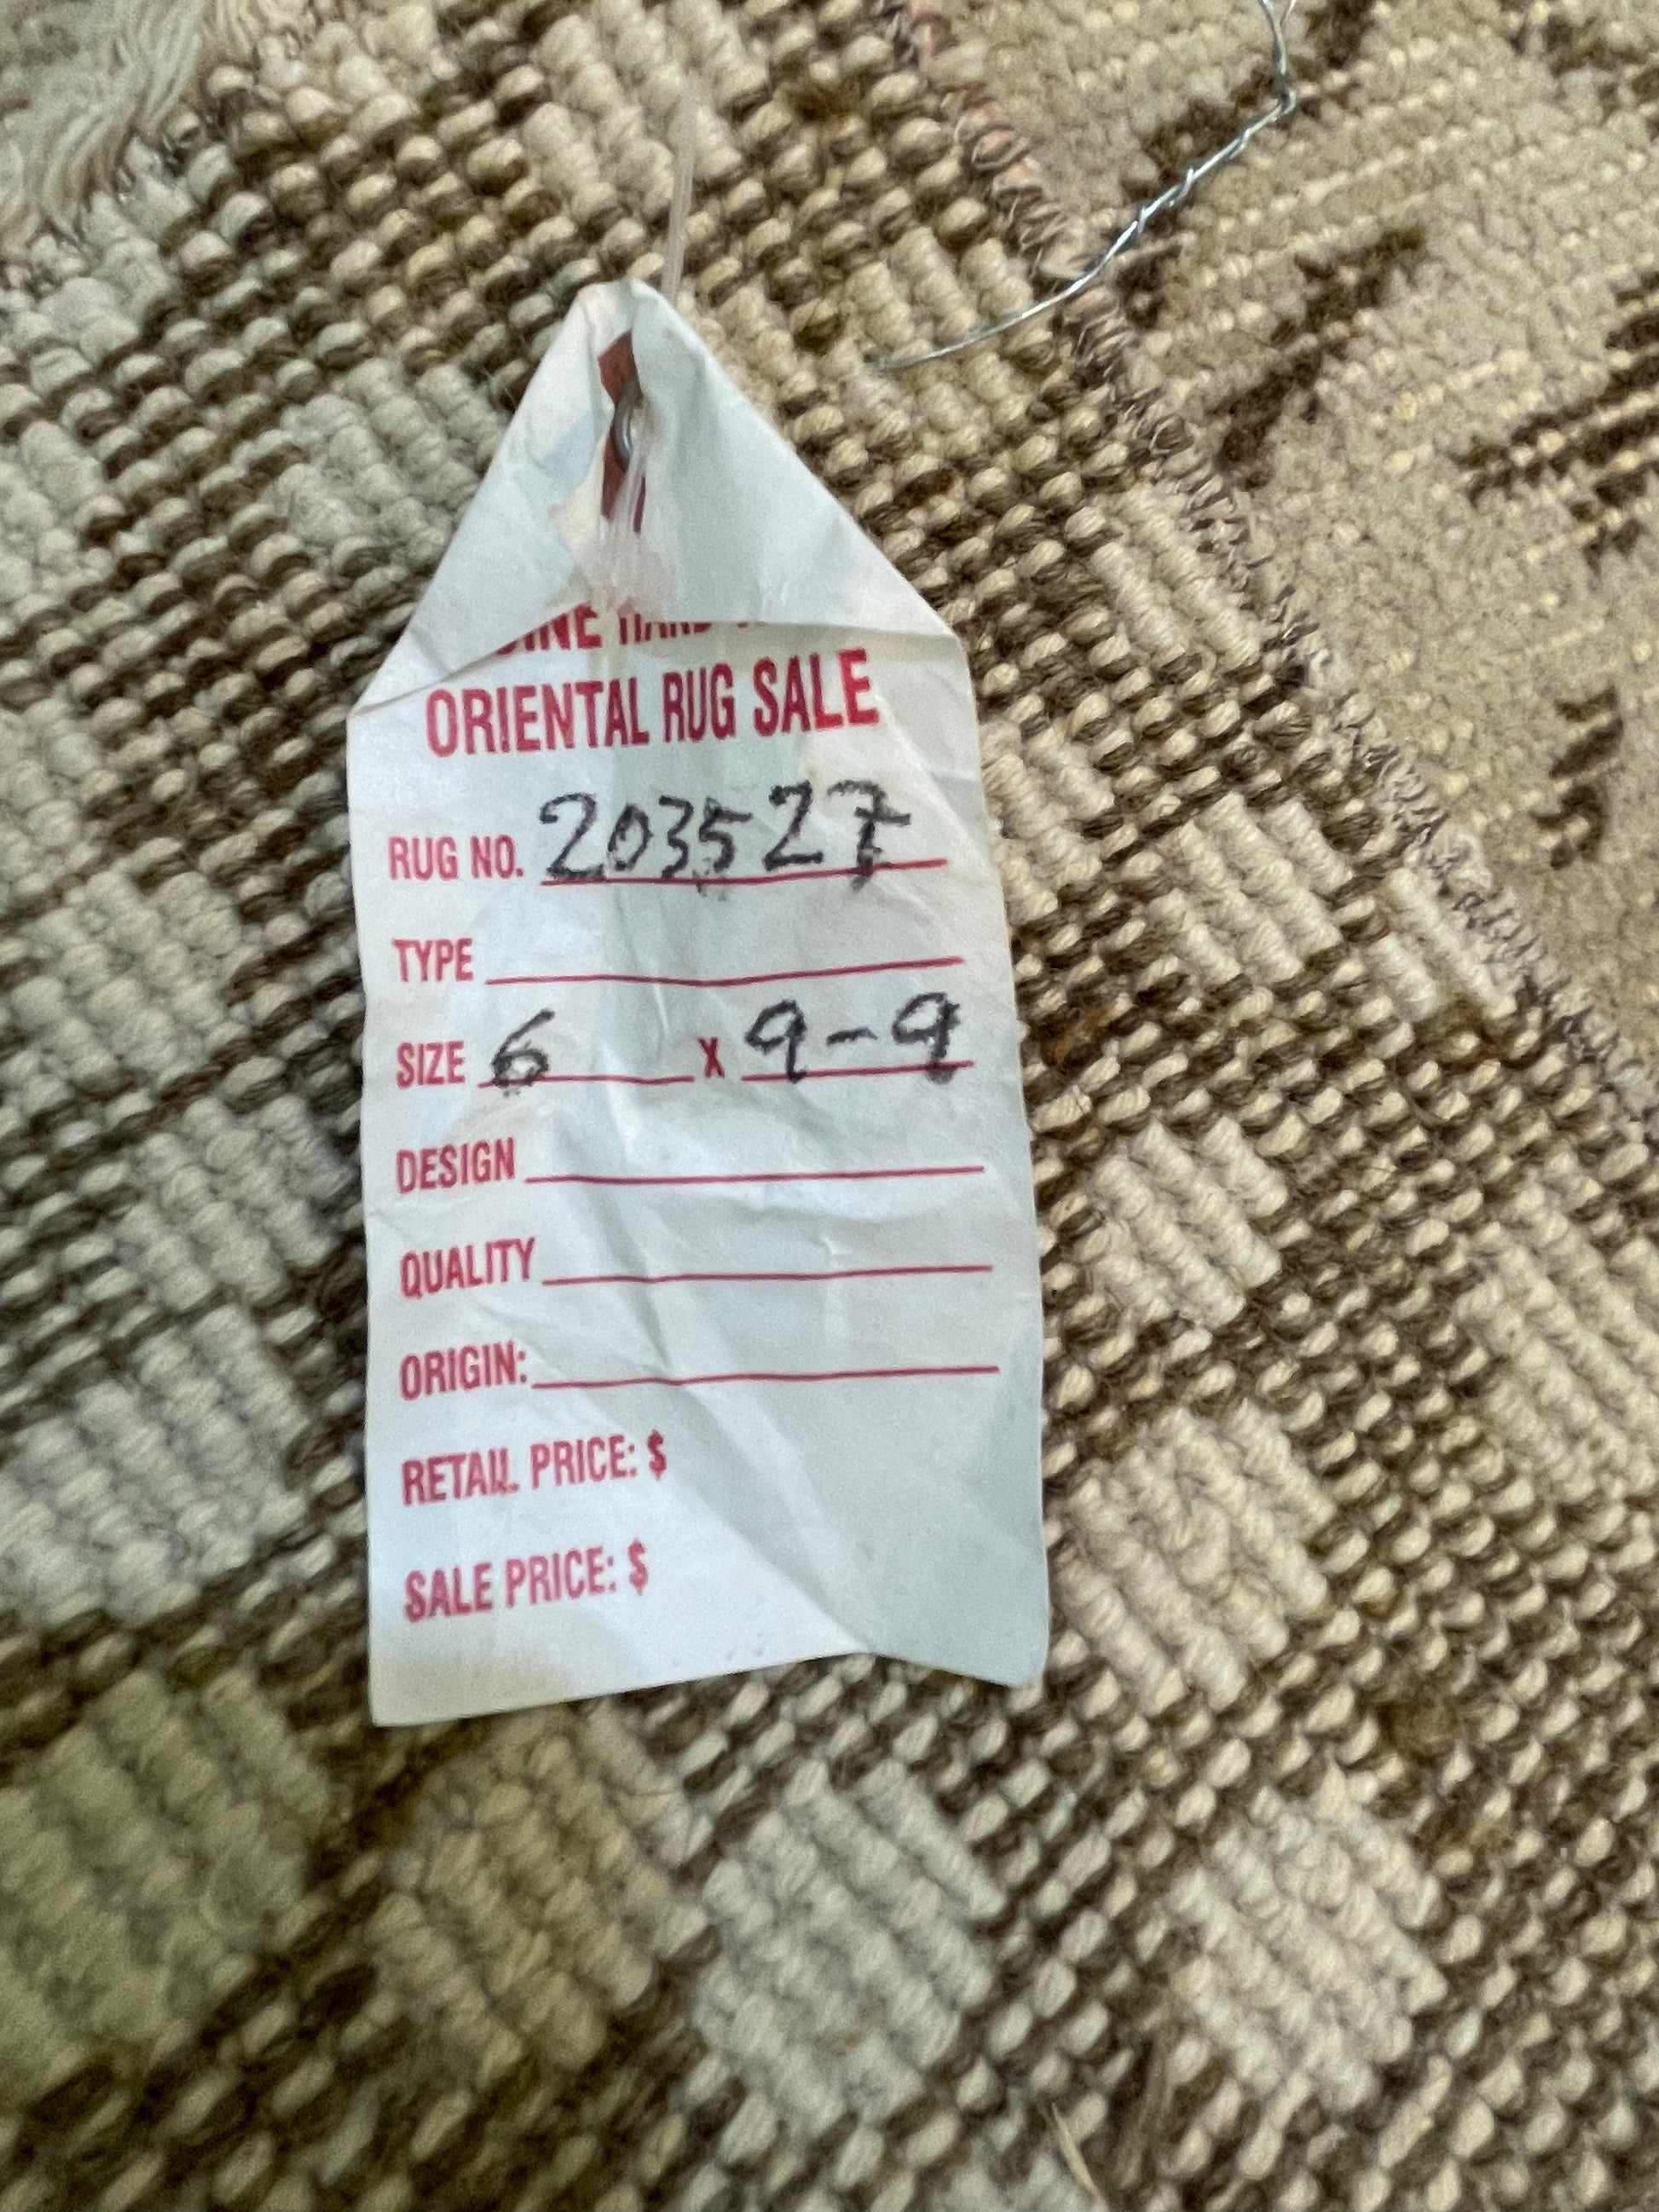 ORIENTAL RUG SALE
RUG NO. 203527
TYPE
SIZE 6 X 9-9
DESIGN
QUALITY
ORIGIN:
RETAIL PRICE: $
SALE PRICE: $